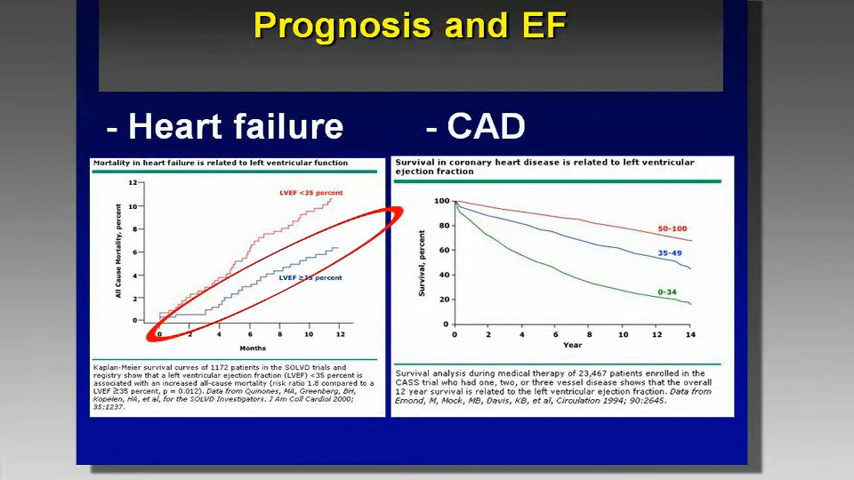 Prognosis and EF
- Heart failure
- CAD
Mortality in heart failure is related to left ventricular function
12
10
8
6
4
2
0
All Cause Mortality, percent
LVEF <35 percent
LVEF ≥35 percent
0 2 4 6 8 10 12
Months
Kaplan-Meier survival curves of 1172 patients in the SOLVD trials and
registry show that a left ventricular ejection fraction (LVEF) <35 percent is
associated with an increased all-cause mortality (risk ratio 1.8 compared to a
LVEF ≥35 percent, p = 0.012). Data from Quinones, MA, Greenberg, BH,
Kopelen, HA, et al, for the SOLVD Investigators. J Am Coll Cardiol 2000;
35:1237.
Survival in coronary heart disease is related to left ventricular
ejection fraction
100
80
60
40
20
0
Survival, percent
50-100
35-49
0-34
0 2 4 6 8 10 12 14
Year
Survival analysis during medical therapy of 23,467 patients enrolled in the
CASS trial who had one, two, or three vessel disease shows that the overall
12 year survival is related to the left ventricular ejection fraction. Data from
Emond, M, Mock, MB, Davis, KB, et al, Circulation 1994; 90:2645.